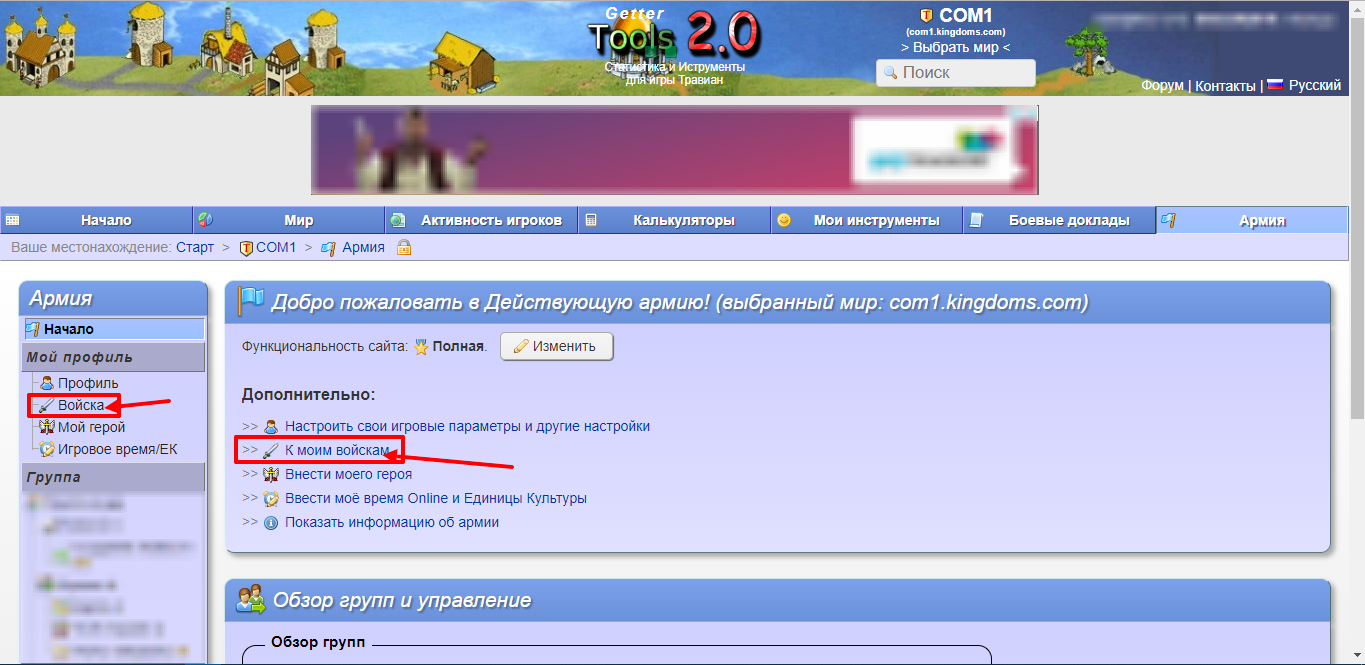 Getter
Tools 2.0
Статистика и Иструменты
для игры Травиан
COM1
(com1.kingdoms.com)
> Выбрать мир <
Поиск
Форум | Контакты | Русский
Начало
Мир
Активность игроков
Калькуляторы
Мои инструменты
Боевые доклады
Армия
Ваше местонахождение: Старт > COM1 > Армия
Армия
Начало
Мой профиль
Профиль
Войска
Мой герой
Игровое время/ЕК
Группа
Добро пожаловать в Действующую армию! (выбранный мир: com1.kingdoms.com)
Функциональность сайта: Полная. Изменить
Дополнительно:
>> Настроить свои игровые параметры и другие настройки
>> К моим войскам
>> Внести моего героя
>> Ввести моё время Online и Единицы Культуры
>> Показать информацию об армии
Обзор групп и управление
Обзор групп